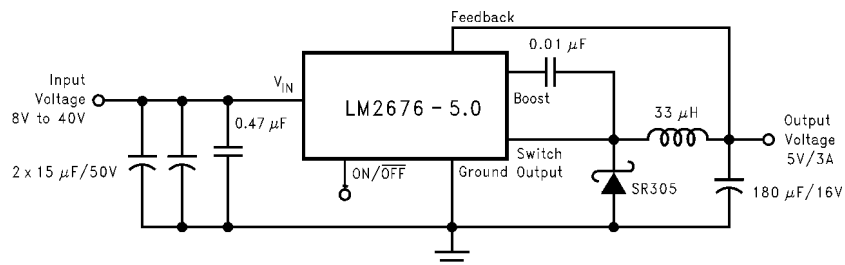 Feedback
0.01 μF
Input
Voltage
8V to 40V
VIN
LM2676 - 5.0
Boost
33 μH
Output
Voltage
5V/3A
0.47 μF
2 x 15 μF/50V
ON/OFF
Ground
Switch
Output
SR305
180 μF/16V